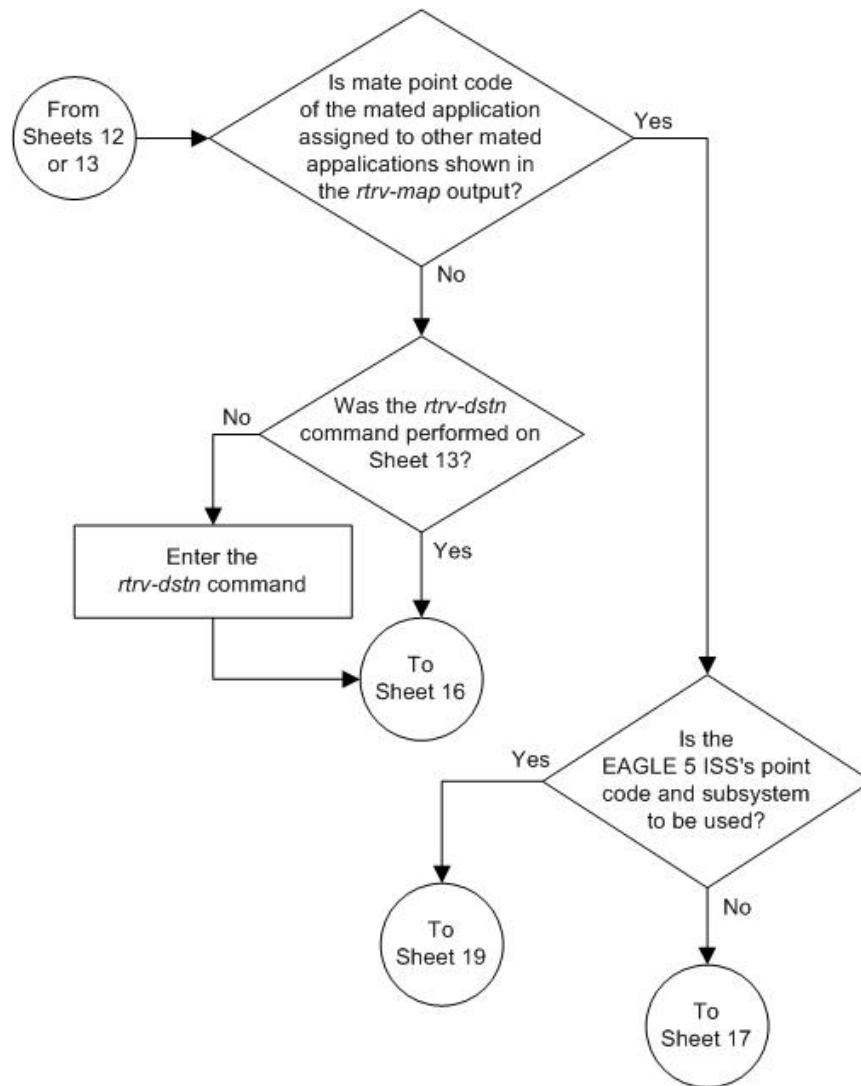 From
Sheets 12
or 13
Is mate point code
of the mated application
assigned to other mated
appalications shown in
the rtrv-map output?
Yes
No
Was the rtrv-dstn
command performed on
Sheet 13?
No
Enter the
rtrv-dstn command
Yes
To
Sheet 16
Is the
EAGLE 5 ISS's point
code and subsystem
to be used?
Yes
To
Sheet 19
No
To
Sheet 17